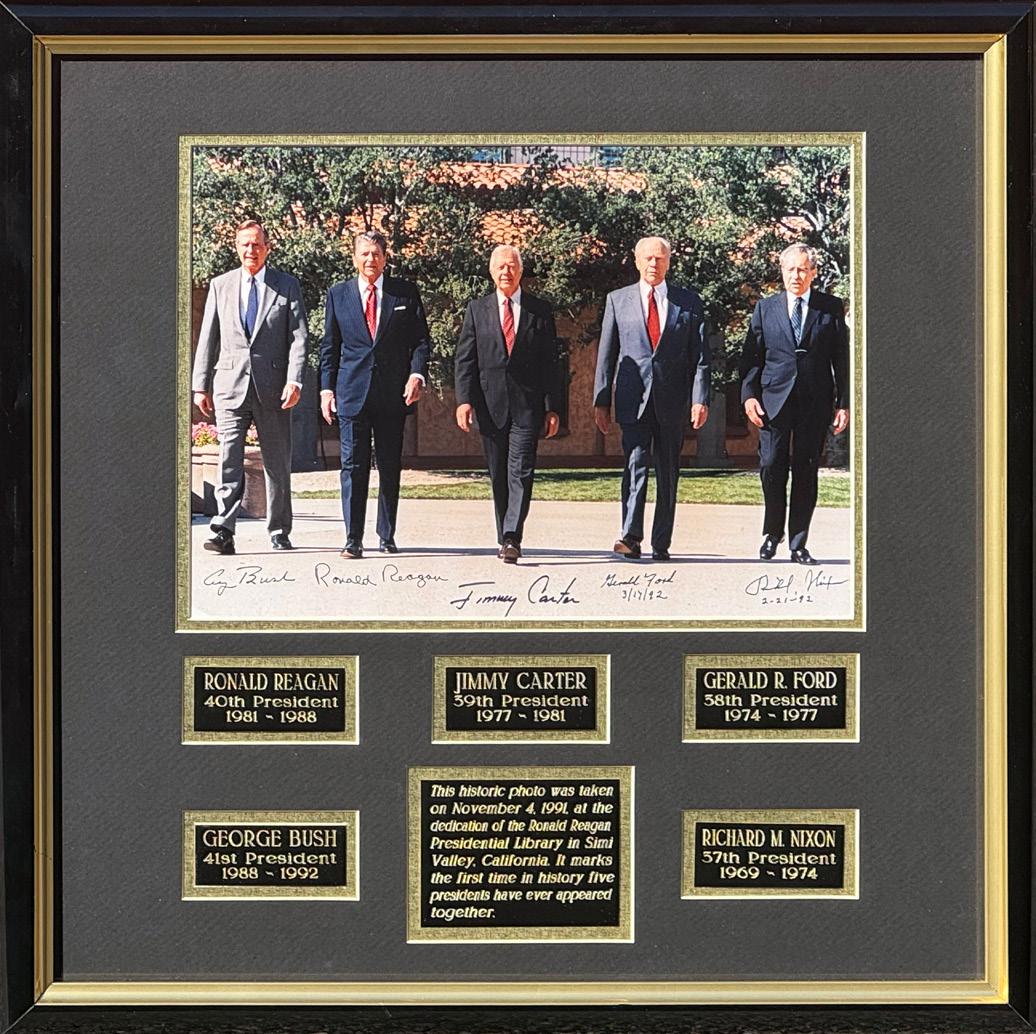 Geo Bush Ronald Reagan Jimmy Carter Gerald Ford
3/17/92
2-21-92
RONALD REAGAN
40th President
1981 - 1988
JIMMY CARTER
39th President
1977 - 1981
GERALD R. FORD
38th President
1974 - 1977
GEORGE BUSH
41st President
1988 - 1992
This historic photo was taken
on November 4, 1991, at the
dedication of the Ronald Reagan
Presidential Library in Simi
Valley, California. It marks
the first time in history five
presidents have ever appeared
together.
RICHARD M. NIXON
37th President
1969 - 1974